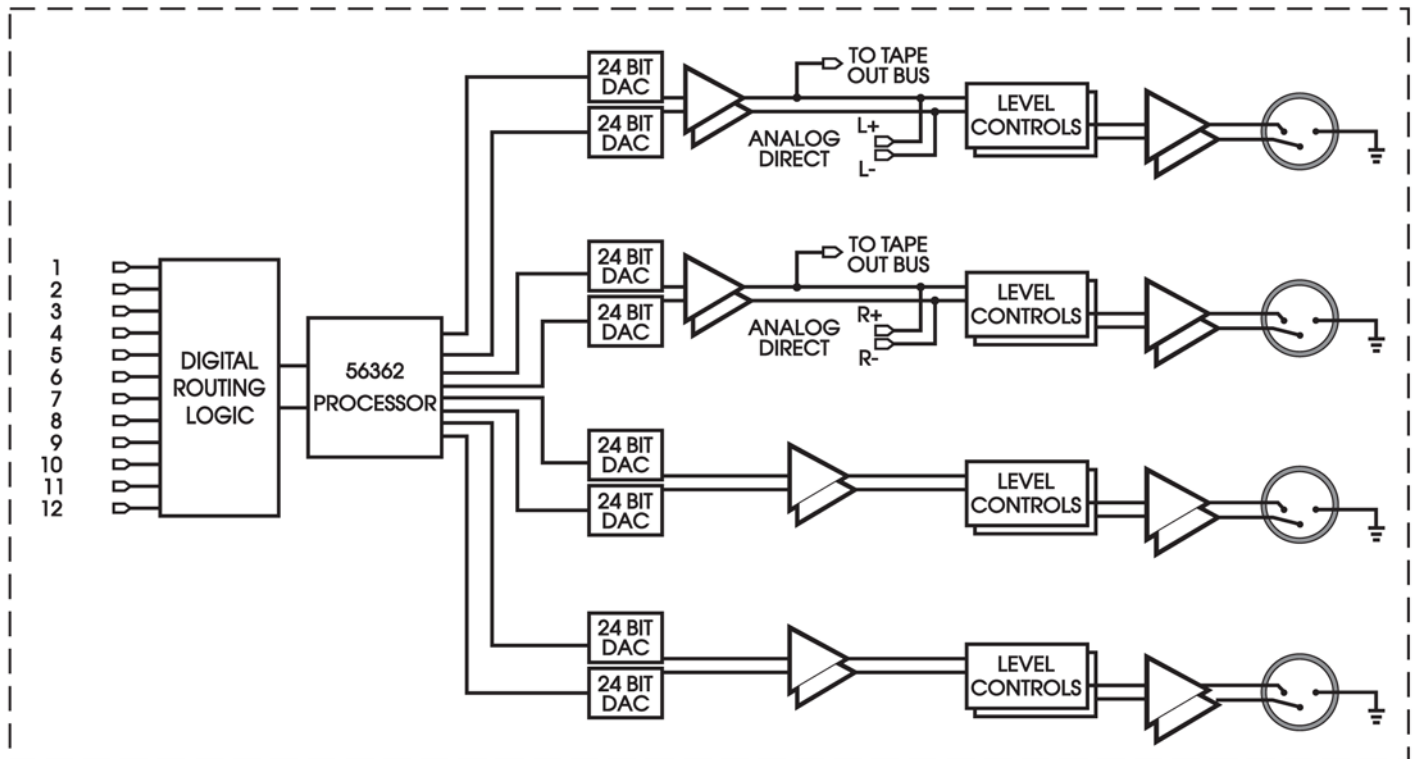 1
2
3
4
5
6
7
8
9
10
11
12
DIGITAL
ROUTING
LOGIC
56362
PROCESSOR
24 BIT
DAC
24 BIT
DAC
TO TAPE
OUT BUS
ANALOG
DIRECT
L+
L-
LEVEL
CONTROLS
24 BIT
DAC
24 BIT
DAC
TO TAPE
OUT BUS
ANALOG
DIRECT
R+
R-
LEVEL
CONTROLS
24 BIT
DAC
24 BIT
DAC
LEVEL
CONTROLS
24 BIT
DAC
24 BIT
DAC
LEVEL
CONTROLS